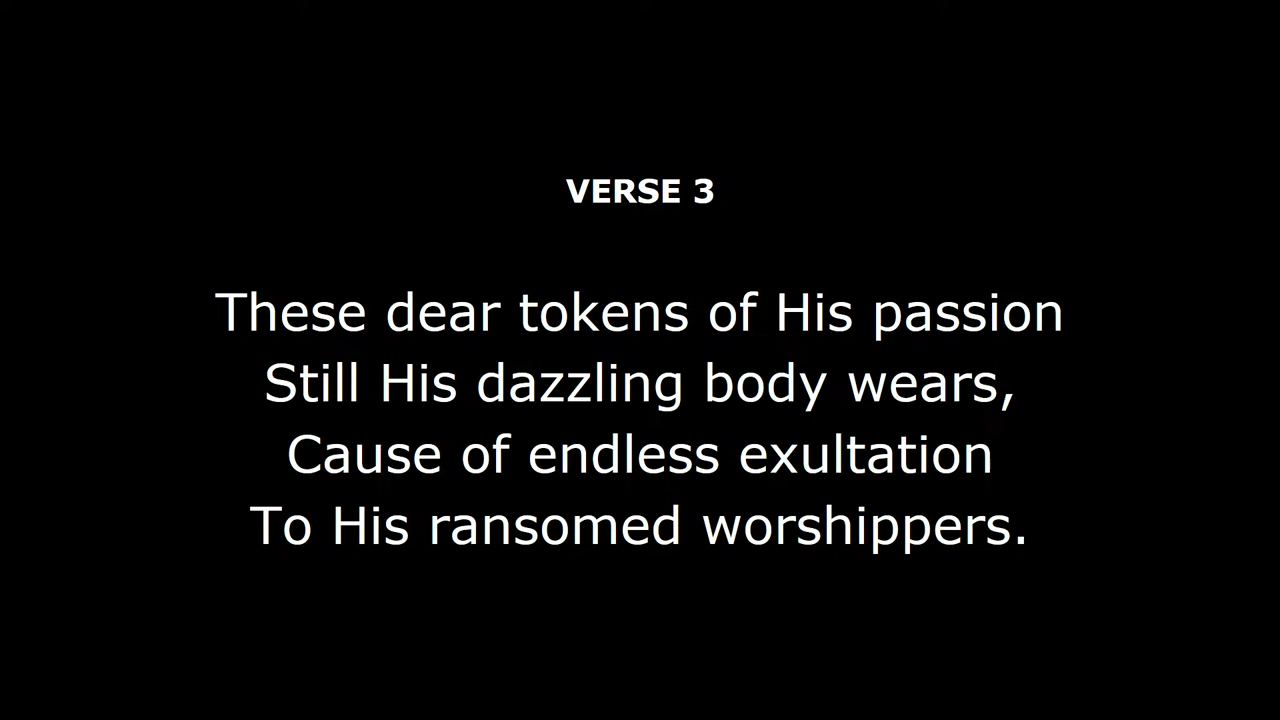 VERSE 3
These dear tokens of His passion
Still His dazzling body wears,
Cause of endless exultation
To His ransomed worshippers.